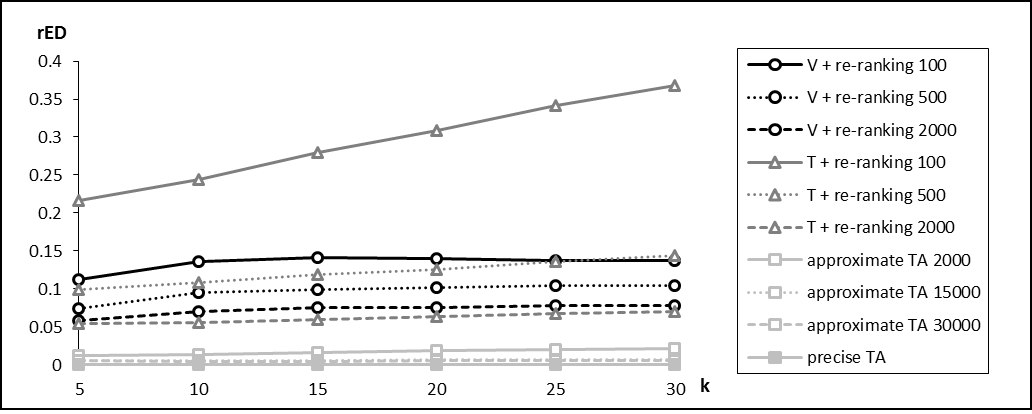 rED
0.4
0.35
0.3
0.25
0.2
0.15
0.1
0.05
0
5 10 15 20 25 30 k
V + re-ranking 100
V + re-ranking 500
V + re-ranking 2000
T + re-ranking 100
T + re-ranking 500
T + re-ranking 2000
approximate TA 2000
approximate TA 15000
approximate TA 30000
precise TA